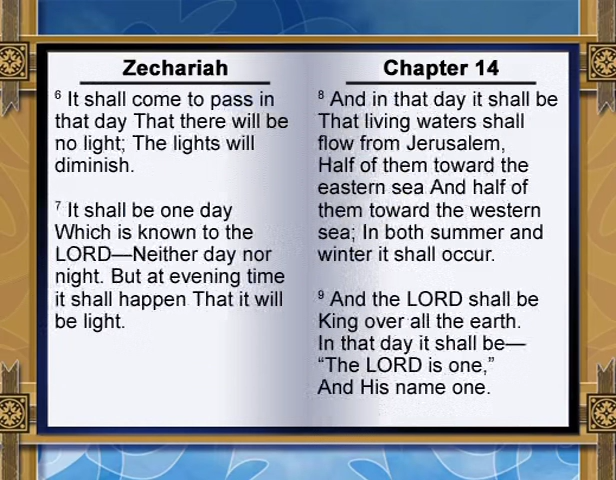 Zechariah
⁶ It shall come to pass in
that day That there will be
no light; The lights will
diminish.
⁷ It shall be one day
Which is known to the
LORD—Neither day nor
night. But at evening time
it shall happen That it will
be light.
Chapter 14
⁸ And in that day it shall be
That living waters shall
flow from Jerusalem,
Half of them toward the
eastern sea And half of
them toward the western
sea; In both summer and
winter it shall occur.
⁹ And the LORD shall be
King over all the earth.
In that day it shall be—
“The LORD is one,”
And His name one.